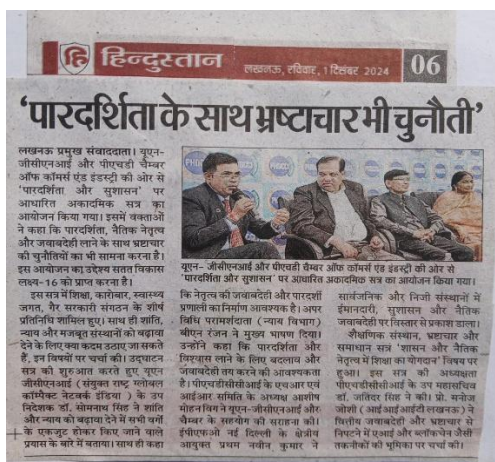 हि हिन्दुस्तान
लखनऊ, रविवार, 1 दिसंबर 2024
06
'पारदर्शिता के साथ भ्रष्टाचार भी चुनौती'
लखनऊ प्रमुख संवाददाता। यूएन-
जीसीएनआई और पीएचडी चैम्बर
ऑफ कॉमर्स एंड इंडस्ट्री की ओर से
'पारदर्शिता और सुशासन' पर
आधारित अकादमिक सत्र का
आयोजन किया गया। इसमें वक्ताओं
ने कहा कि पारदर्शिता, नैतिक नेतृत्व
और जवाबदेही लाने के साथ भ्रष्टाचार
की चुनौतियों का भी सामना करना है।
इस आयोजन का उद्देश्य सतत विकास
लक्ष्य-16 को प्राप्त करना है।
इस सत्र में शिक्षा, कारोबार, स्वास्थ्य
जगत, गैर सरकारी संगठन के शीर्ष
प्रतिनिधि शामिल हुए। साथ ही शांति,
न्याय और मजबूत संस्थानों को बढ़ावा
देने के लिए क्या कदम उठाए जा सकते
हैं, इन विषयों पर चर्चा की। उद्घाटन
सत्र की शुरुआत करते हुए यूएन
जीसीएनआई (संयुक्त राष्ट्र ग्लोबल
कॉम्पैक्ट नेटवर्क इंडिया) के उप
निदेशक डॉ. सोमनाथ सिंह ने शांति
और न्याय को बढ़ावा देने में सभी वर्गों
के एकजुट होकर किए जाने वाले
प्रयास के बारे में बताया। साथ ही कहा
PHDCCI
यूएन- जीसीएनआई और पीएचडी चैम्बर ऑफ कॉमर्स एंड इंडस्ट्री की ओर से
'पारदर्शिता और सुशासन' पर आधारित अकादमिक सत्र का आयोजन किया गया।
कि नेतृत्व की जवाबदेही और पारदर्शी
प्रणाली का निर्माण आवश्यक है। अपर
विधि परामर्शदाता (न्याय विभाग)
बीएन रंजन ने मुख्य भाषण दिया।
उन्होंने कहा कि पारदर्शिता और
विश्वास लाने के लिए बदलाव और
जवाबदेही तय करने की आवश्यकता
है। पीएचडीसीसीआई के एचआर एवं
आईआर समिति के अध्यक्ष आशीष
मोहन विग ने यूएन-जीसीएनआई और
चैम्बर के सहयोग की सराहना की।
ईपीएफओ नई दिल्ली के क्षेत्रीय
आयुक्त प्रथम नवीन कुमार ने
सार्वजनिक और निजी संस्थानों में
ईमानदारी, सुशासन और नैतिक
जवाबदेही पर विस्तार से प्रकाश डाला।
शैक्षणिक संस्थान, भ्रष्टाचार और
समाधान सत्र 'शासन और नैतिक
नेतृत्व में शिक्षा का योगदान' विषय पर
हुआ। इस सत्र की अध्यक्षता
पीएचडीसीसीआई के उप महासचिव
डॉ. जतिंदर सिंह ने की। प्रो. मनोज
जोशी (आईआईआईटी लखनऊ) ने
वित्तीय जवाबदेही और भ्रष्टाचार से
निपटने में एआई और ब्लॉकचेन जैसी
तकनीकों की भूमिका पर चर्चा की।